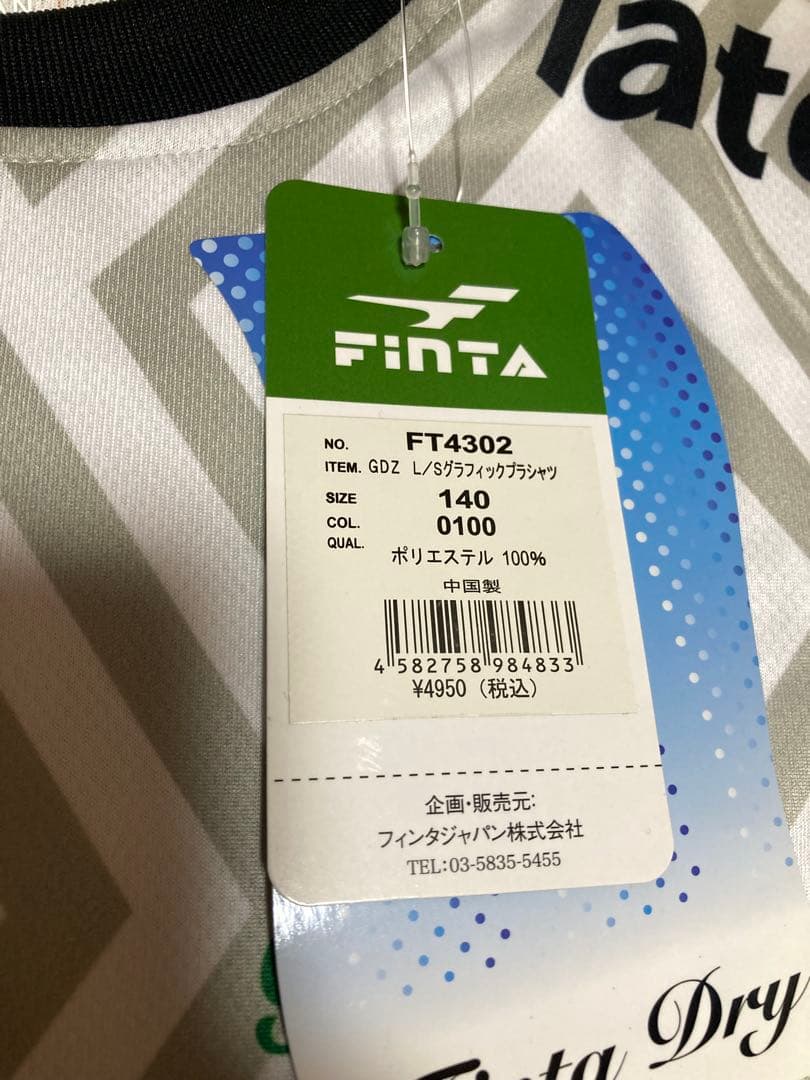 FiNTA
NO. FT4302
ITEM. GDZ L/Sグラフィックプラシャツ
SIZE 140
COL. 0100
QUAL. ポリエステル 100%
中国製
4 582758 984833
¥4950 (税込)
企画・販売元:
フィンタジャパン株式会社
TEL:03-5835-5455
Finta Dry